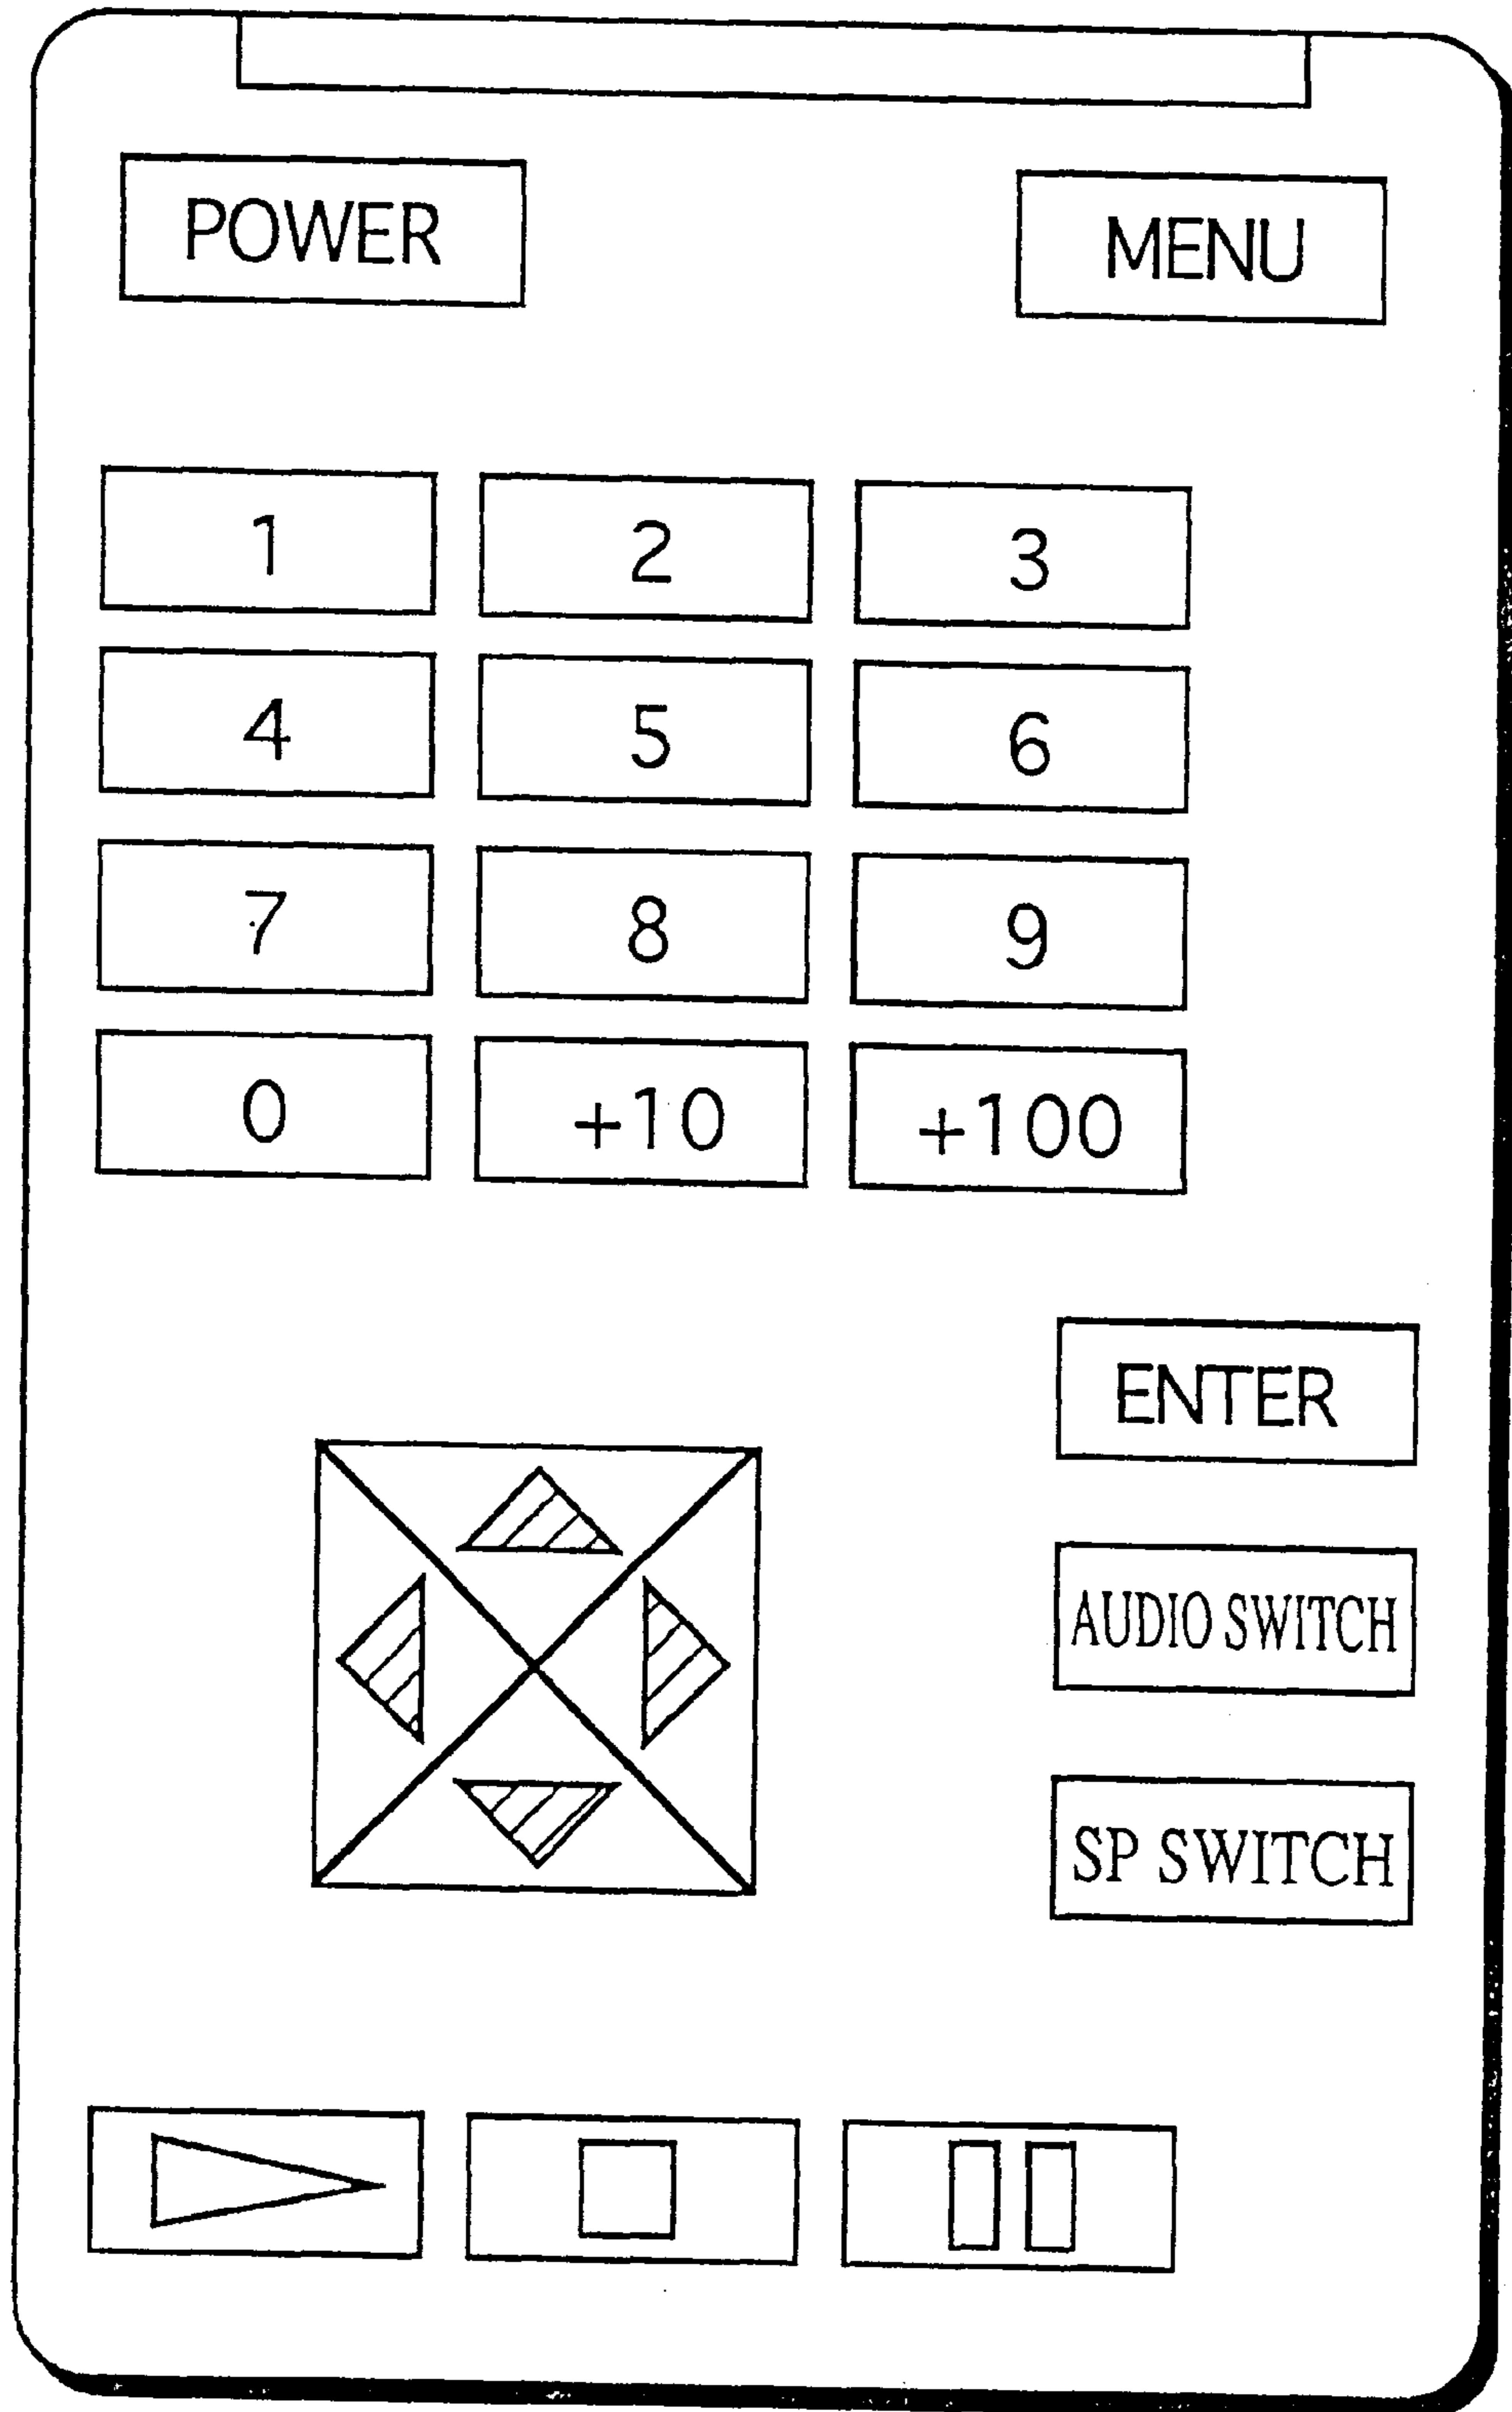 POWER MENU
1 2 3
4 5 6
7 8 9
0 +10 +100
ENTER
AUDIO SWITCH
SP SWITCH